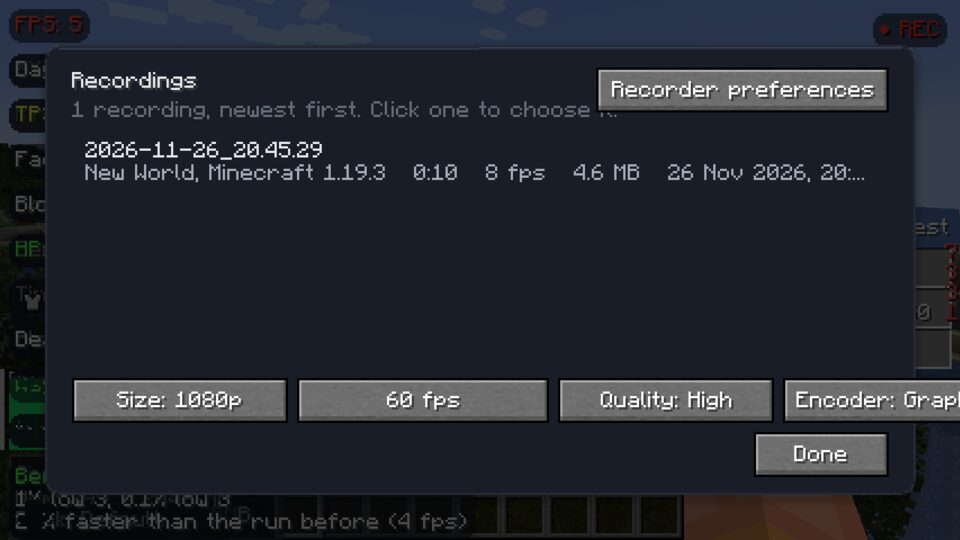 FPS: 5
REC
Recordings
Recorder preferences
1 recording, newest first. Click one to choose it.
2026-11-26_20.45.29
New World, Minecraft 1.19.3 0:10 8 fps 4.6 MB 26 Nov 2026, 20:...
Size: 1080p
60 fps
Quality: High
Encoder: Grap
Done
faster than the run before (4 fps)